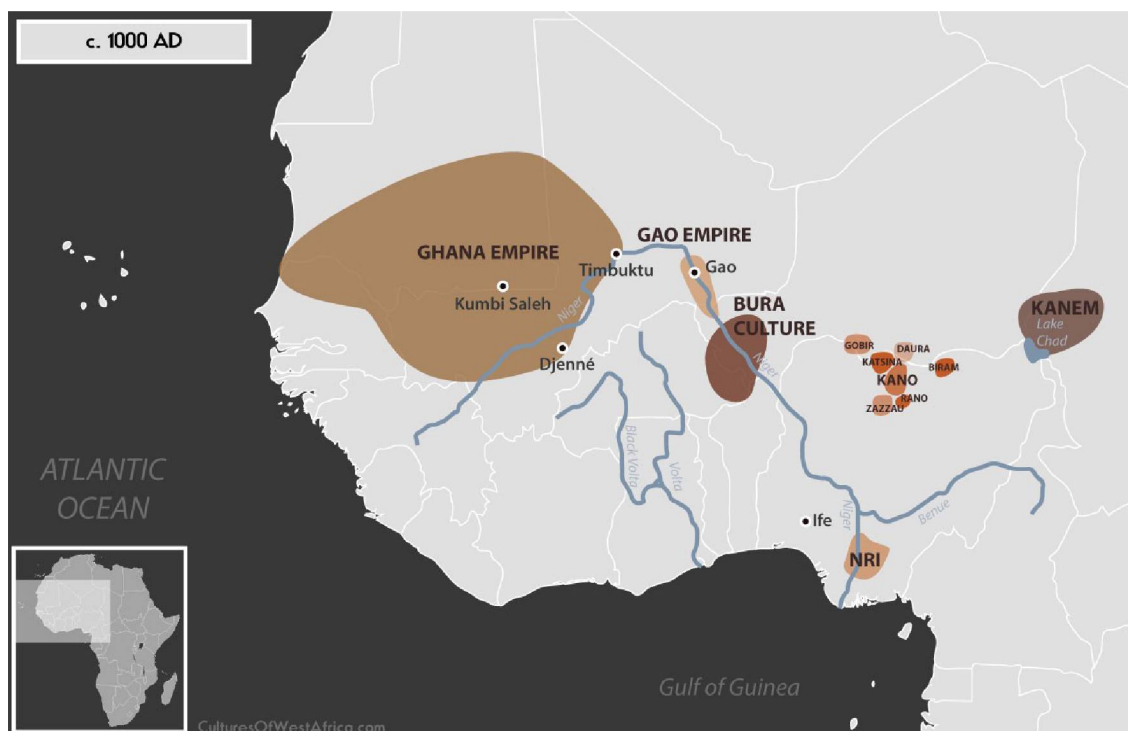 c. 1000 AD
GHANA EMPIRE
GAO EMPIRE
Timbuktu
Gao
Kumbi Saleh
Niger
BURA
CULTURE
KANEM
Lake
Chad
Djenné
Niger
GOBIR
DAURA
KATSINA
BIRAM
KANO
RANO
ZAZZAU
Black Volta
Volta
ATLANTIC
OCEAN
Ife
Niger
Benue
NRI
Gulf of Guinea
CulturesOfWestAfrica.com